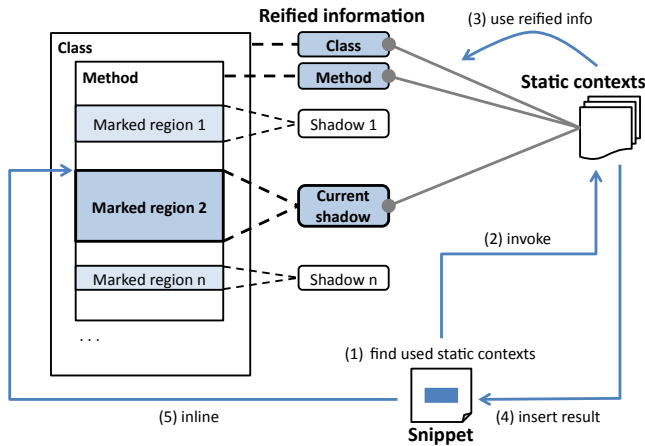 Reified information
(3) use reified info
Class
Class
Method
Method
Static contexts
Marked region 1
Shadow 1
Marked region 2
Current
shadow
(2) invoke
Marked region n
Shadow n
. . .
(1) find used static contexts
(5) inline
(4) insert result
Snippet